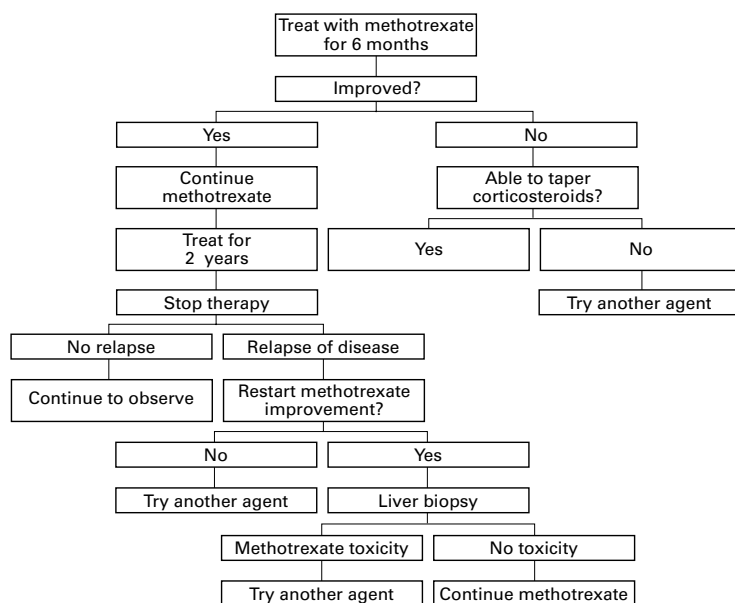 Treat with methotrexate
for 6 months
Improved?
Yes
No
Continue
methotrexate
Able to taper
corticosteroids?
Treat for
2 years
Yes
No
Stop therapy
Try another agent
No relapse
Relapse of disease
Continue to observe
Restart methotrexate
improvement?
No
Yes
Try another agent
Liver biopsy
Methotrexate toxicity
No toxicity
Try another agent
Continue methotrexate